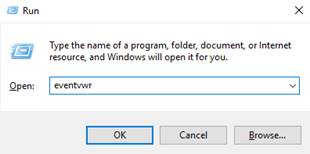 Run
Type the name of a program, folder, document, or Internet
resource, and Windows will open it for you.
Open: eventvwr
OK Cancel Browse...